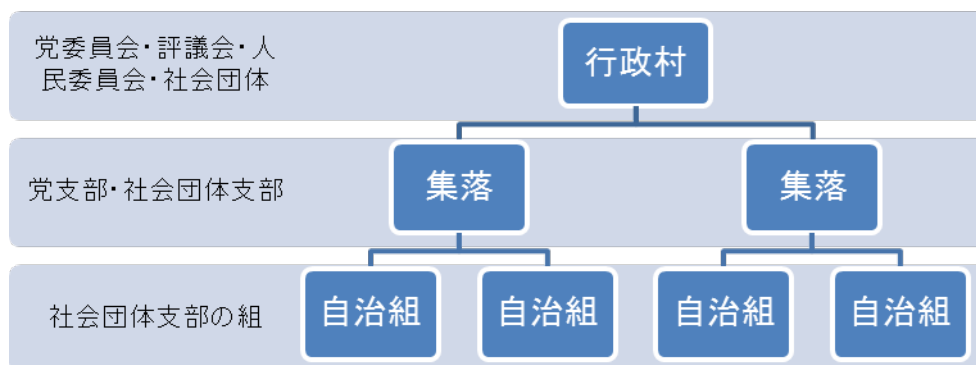 党委員会・評議会・人
民委員会・社会団体
行政村
党支部・社会団体支部
集落
集落
社会団体支部の組
自治組
自治組
自治組
自治組